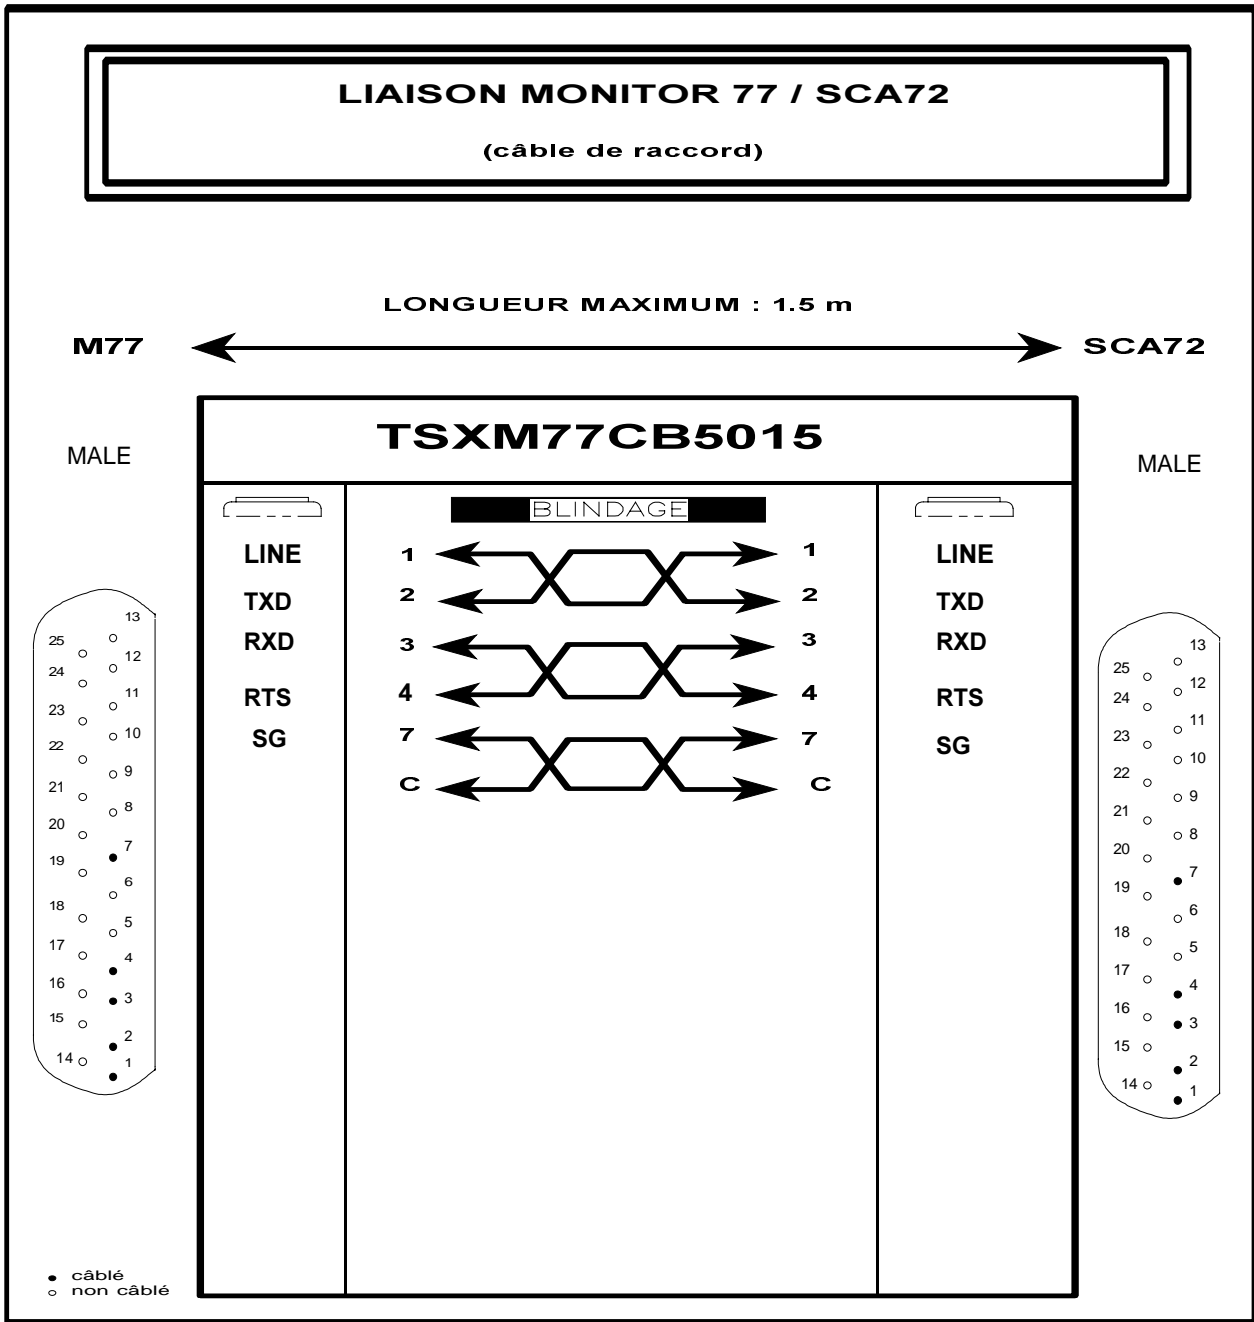 LIAISON MONITOR 77 / SCA72
(câble de raccord)
LONGUEUR MAXIMUM : 1.5 m
M77
SCA72
TSXM77CB5015
MALE
MALE
BLINDAGE
LINE 1 1 LINE
TXD 2 2 TXD
RXD 3 3 RXD
RTS 4 4 RTS
SG 7 7 SG
C C
13
25
12
24
11
23
10
22
9
21
8
20
7
19
6
18
5
17
4
16
3
15
2
14
1
13
25
12
24
11
23
10
22
9
21
8
20
7
19
6
18
5
17
4
16
3
15
2
14
1
câblé
non câblé